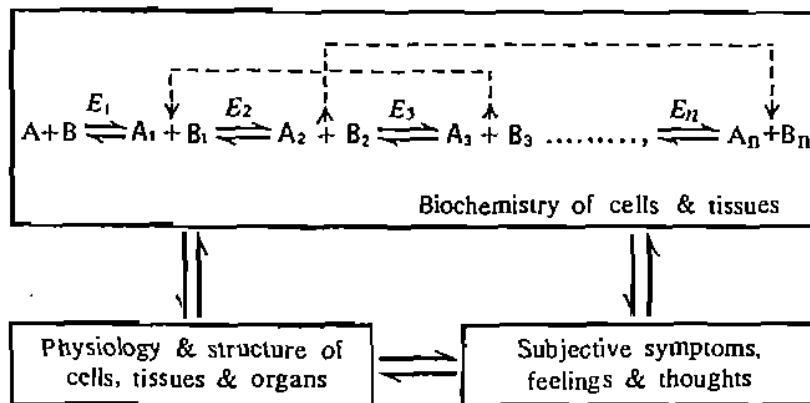 E₁ E₂ E₃ Eₙ
A+B ⇌ A₁ + B₁ ⇌ A₂ + B₂ ⇌ A₃ + B₃ ........., ⇌ Aₙ+Bₙ
Biochemistry of cells & tissues
Physiology & structure of
cells, tissues & organs
Subjective symptoms,
feelings & thoughts